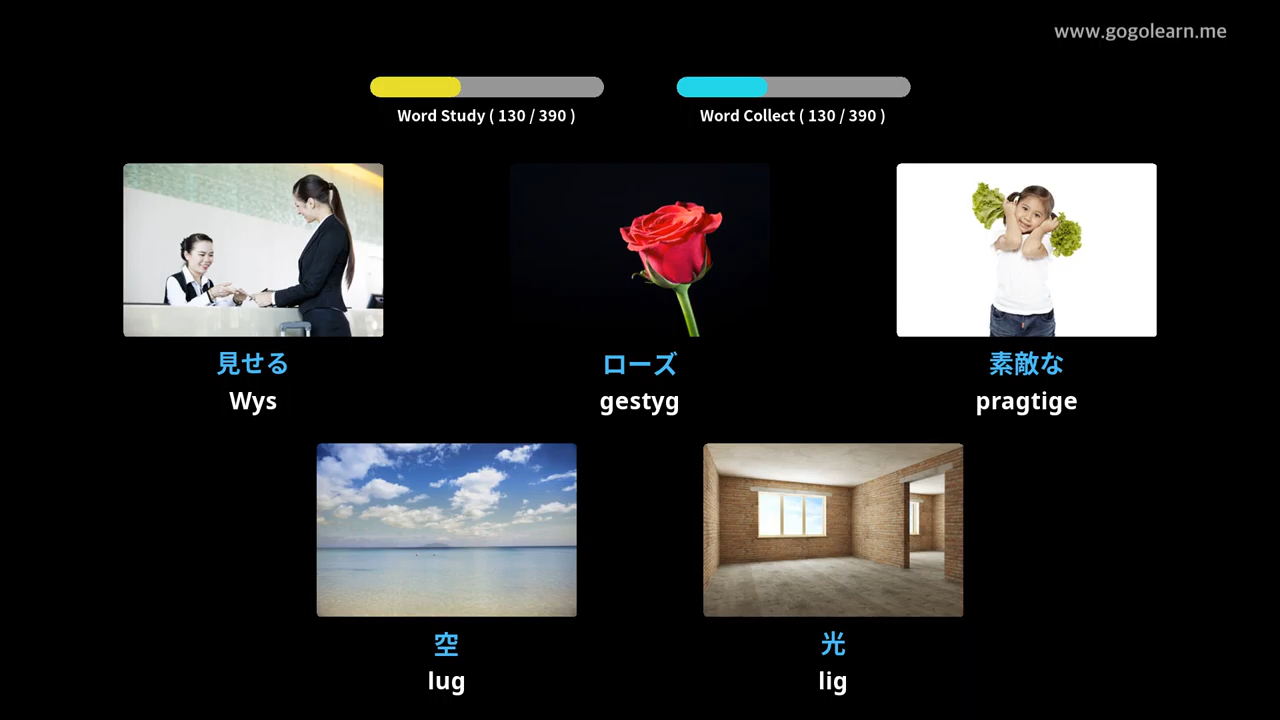 www.gogolearn.me
Word Study ( 130 / 390 )
Word Collect ( 130 / 390 )
見せる
Wys
ローズ
gestyg
素敵な
pragtige
空
lug
光
lig